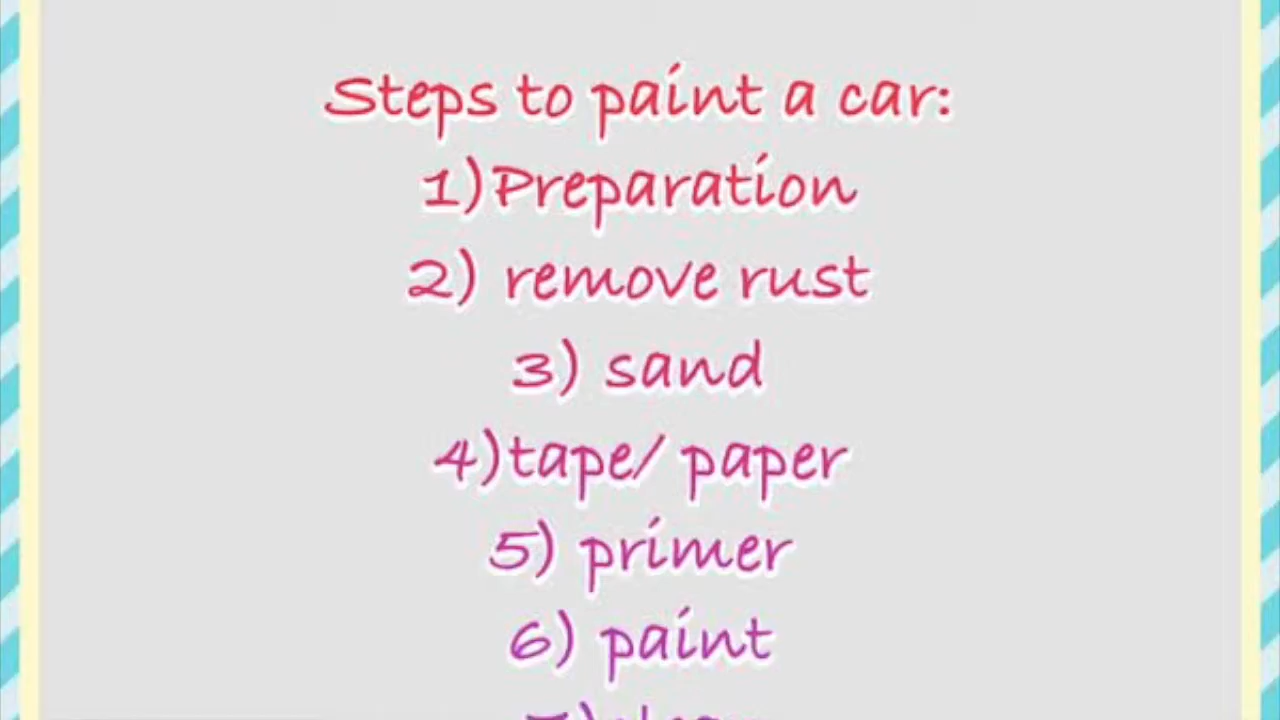 Steps to paint a car:
1)Preparation
2) remove rust
3) sand
4)tape/ paper
5) primer
6) paint